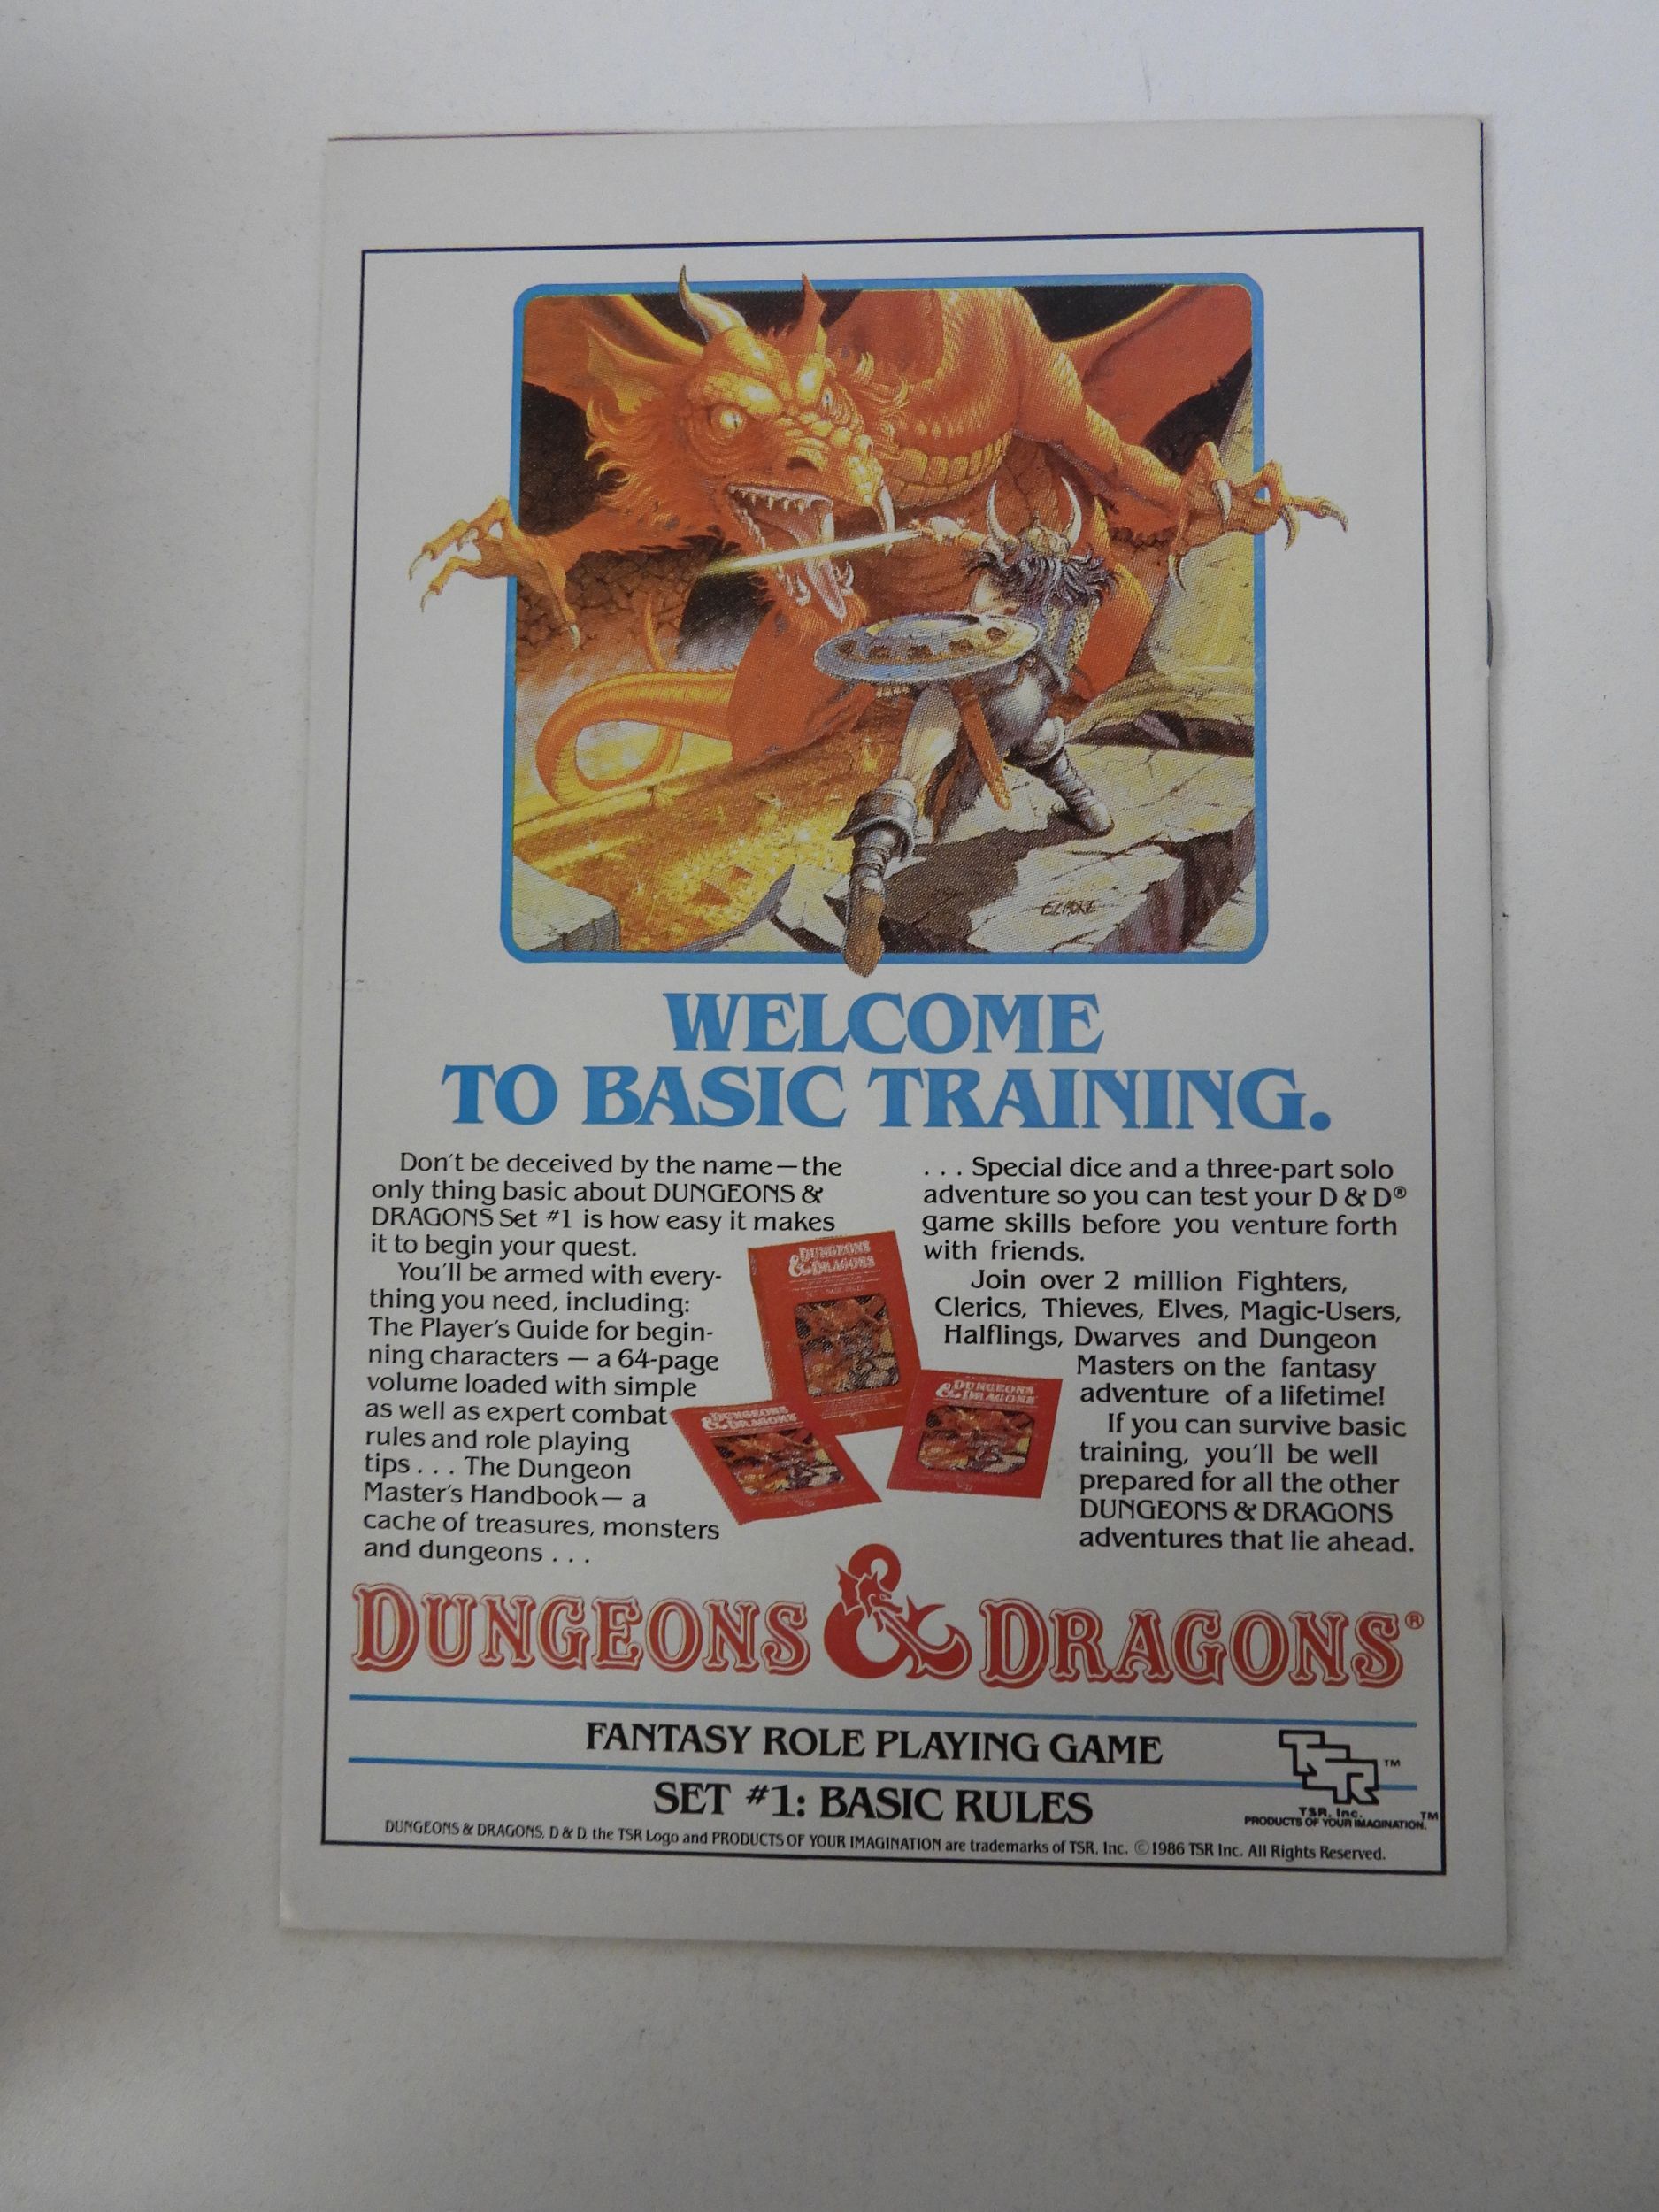 ELMORE
WELCOME
TO BASIC TRAINING.
Don't be deceived by the name—the
only thing basic about DUNGEONS &
DRAGONS Set #1 is how easy it makes
it to begin your quest.
You'll be armed with every-
thing you need, including:
The Player's Guide for begin-
ning characters — a 64-page
volume loaded with simple
as well as expert combat
rules and role playing
tips . . . The Dungeon
Master's Handbook— a
cache of treasures, monsters
and dungeons . . .
. . . Special dice and a three-part solo
adventure so you can test your D & D®
game skills before you venture forth
with friends.
Join over 2 million Fighters,
Clerics, Thieves, Elves, Magic-Users,
Halflings, Dwarves and Dungeon
Masters on the fantasy
adventure of a lifetime!
If you can survive basic
training, you'll be well
prepared for all the other
DUNGEONS & DRAGONS
adventures that lie ahead.
DUNGEONS
& DRAGONS
DUNGEONS
& DRAGONS
DUNGEONS
& DRAGONS
DUNGEONS & DRAGONS®
FANTASY ROLE PLAYING GAME
SET #1: BASIC RULES
TSR™
TSR, Inc.
PRODUCTS OF YOUR IMAGINATION.™
DUNGEONS & DRAGONS, D & D, the TSR Logo and PRODUCTS OF YOUR IMAGINATION are trademarks of TSR, Inc. ©1986 TSR Inc. All Rights Reserved.